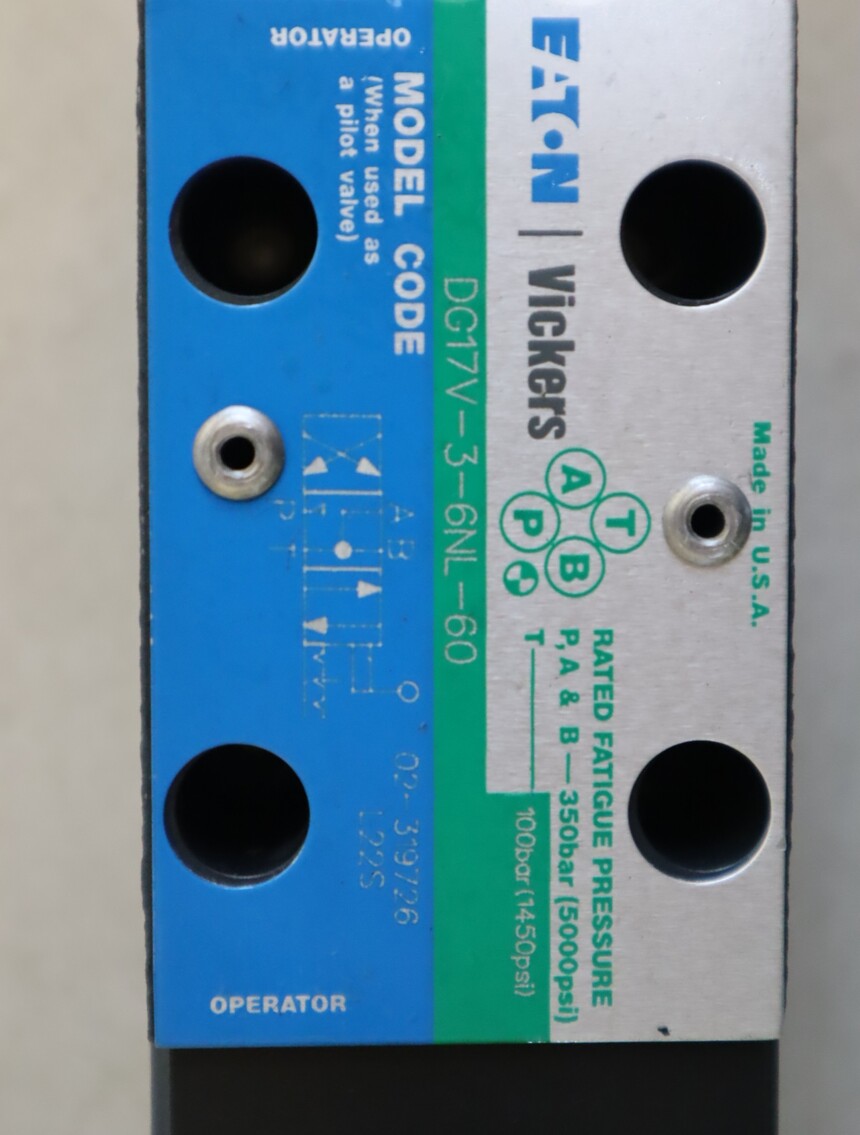 EATON | Vickers
Made in U.S.A.
T
A
B
P
RATED FATIGUE PRESSURE
P, A & B — 350bar (5000psi)
T — 100bar (1450psi)
DG17V-3-6NL-60
MODEL CODE
(When used as
a pilot valve)
A B
P T
02-319726
L22S
OPERATOR
OPERATOR